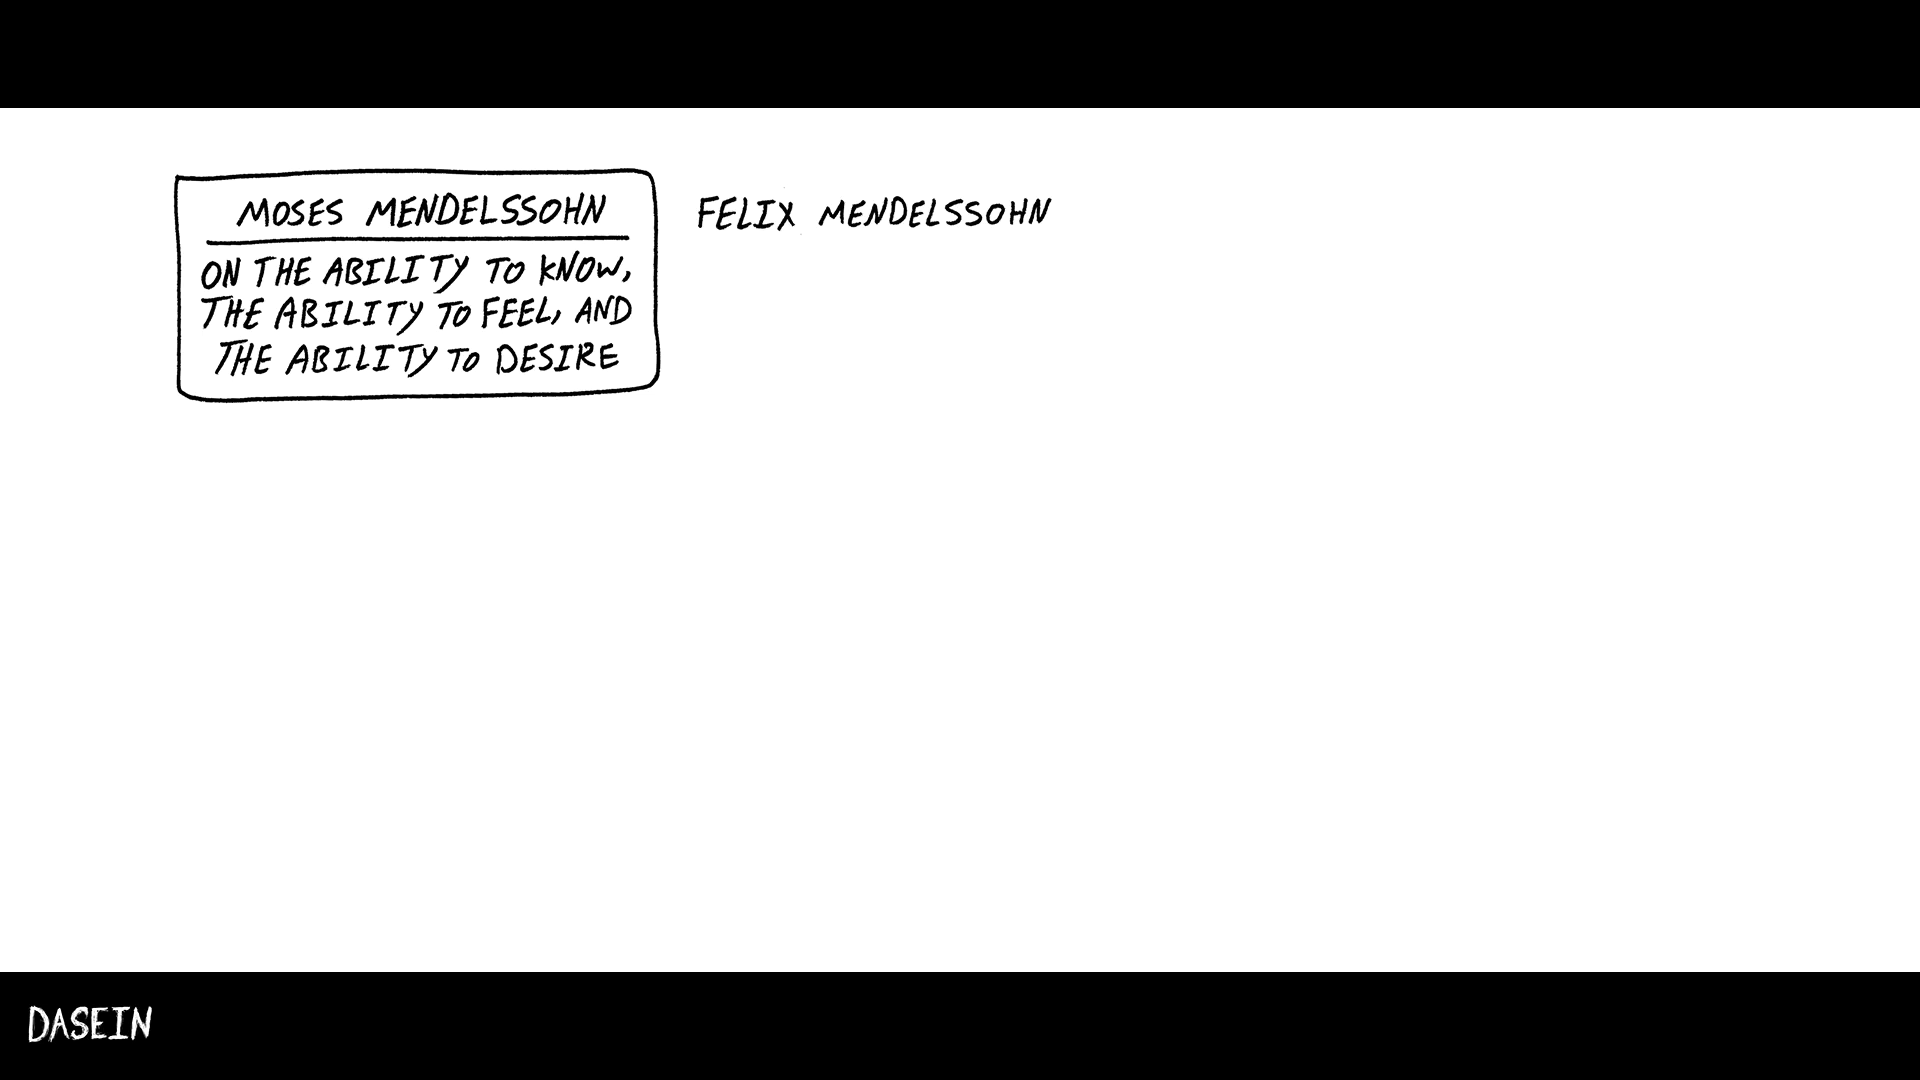 MOSES MENDELSSOHN
ON THE ABILITY TO KNOW,
THE ABILITY TO FEEL, AND
THE ABILITY TO DESIRE
FELIX MENDELSSOHN
DASEIN